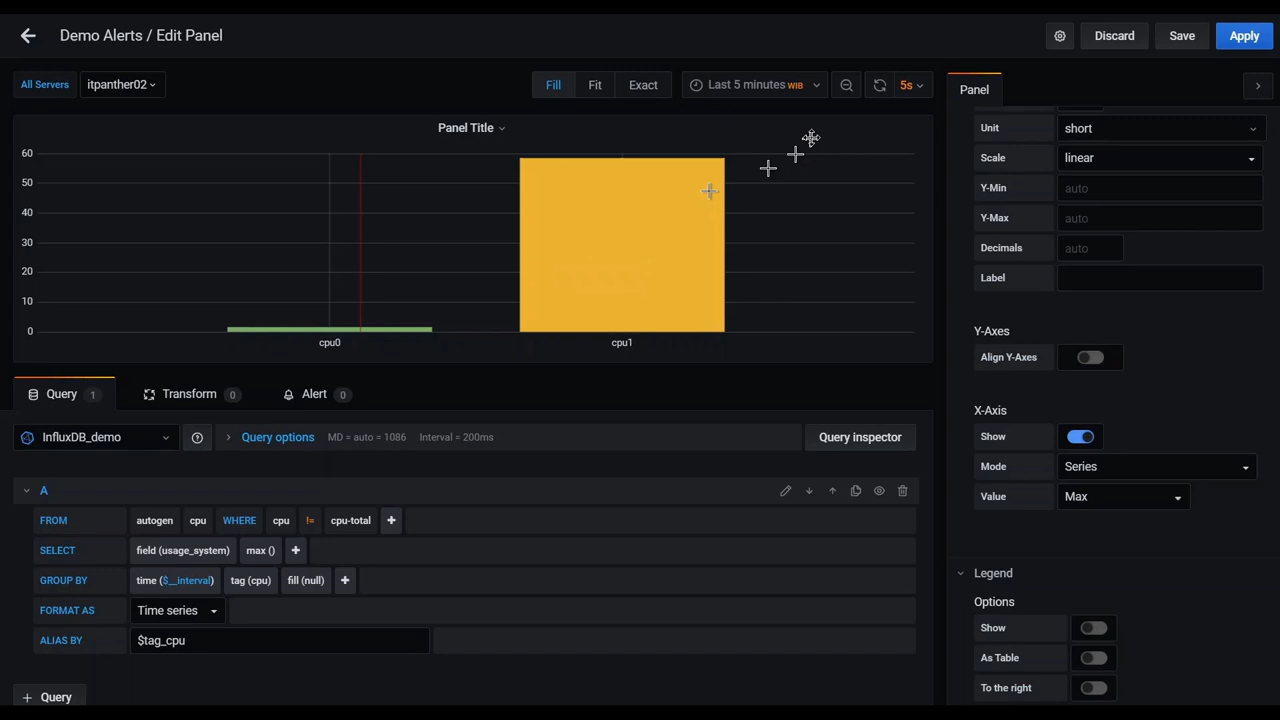 Demo Alerts / Edit Panel
Discard
Save
Apply
All Servers
itpanther02
Fill
Fit
Exact
Last 5 minutes WIB
5s
Panel
Panel Title
60
50
40
30
20
10
0
cpu0
cpu1
Unit
short
Scale
linear
Y-Min
auto
Y-Max
auto
Decimals
auto
Label
Y-Axes
Align Y-Axes
X-Axis
Show
Mode
Series
Value
Max
Legend
Options
Show
As Table
To the right
Query 1
Transform 0
Alert 0
InfluxDB_demo
Query options
MD = auto = 1086
Interval = 200ms
Query inspector
A
FROM autogen cpu WHERE cpu != cpu-total +
SELECT field (usage_system) max () +
GROUP BY time ($__interval) tag (cpu) fill (null) +
FORMAT AS Time series
ALIAS BY $tag_cpu
+ Query